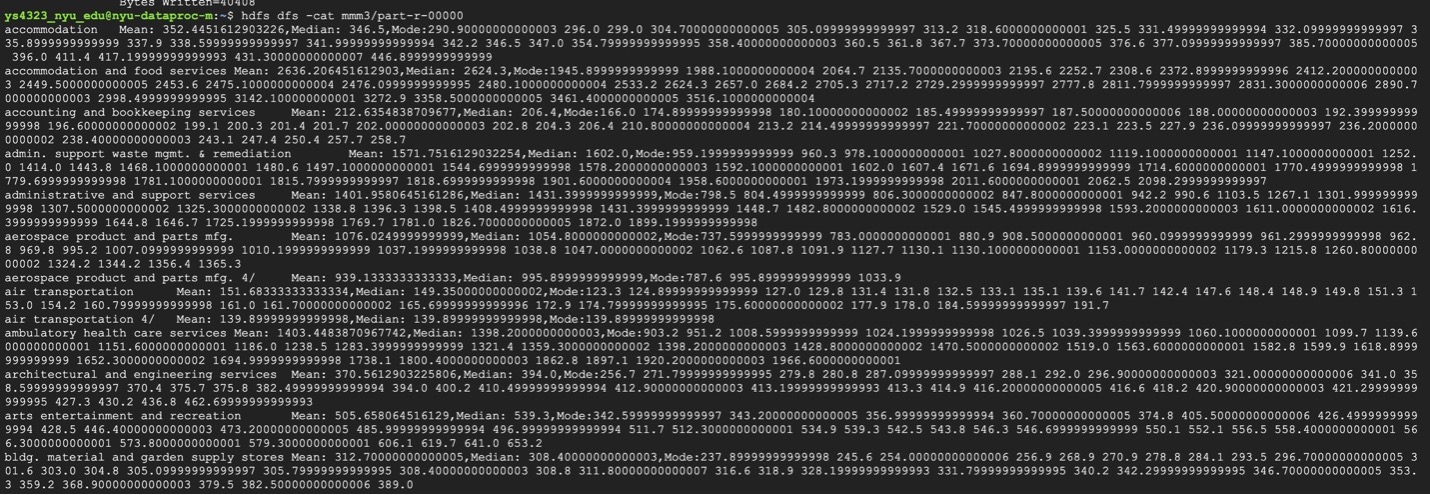 Bytes Written=40408
ys4323_nyu_edu@nyu-dataproc-m:~$ hdfs dfs -cat mmm3/part-r-00000
accommodation   Mean: 352.4451612903226,Median: 346.5,Mode:290.90000000000003 296.0 299.0 304.70000000000005 305.09999999999997 313.2 318.6000000000001 325.5 331.49999999999994 332.09999999999997 3
35.8999999999999 337.9 338.59999999999997 341.99999999999994 342.2 346.5 347.0 354.79999999999995 358.40000000000003 360.5 361.8 367.7 373.70000000000005 376.6 377.09999999999997 385.70000000000005
396.0 411.4 417.19999999999993 431.30000000000007 446.8999999999999
accommodation and food services Mean: 2636.206451612903,Median: 2624.3,Mode:1945.8999999999999 1988.1000000000004 2064.7 2135.7000000000003 2195.6 2252.7 2308.6 2372.8999999999996 2412.200000000000
3 2449.5000000000005 2453.6 2475.1000000000004 2476.0999999999995 2480.1000000000004 2533.2 2624.3 2657.0 2684.2 2705.3 2717.2 2729.2999999999997 2777.8 2811.7999999999997 2831.3000000000006 2890.7
000000000003 2998.4999999999995 3142.1000000000001 3272.9 3358.5000000000005 3461.4000000000005 3516.1000000000004
accounting and bookkeeping services     Mean: 212.6354838709677,Median: 206.4,Mode:166.0 174.89999999999998 180.10000000000002 185.49999999999997 187.50000000000006 188.00000000000003 192.399999999
99998 196.60000000000002 199.1 200.3 201.4 201.7 202.00000000000003 202.8 204.3 206.4 210.80000000000004 213.2 214.49999999999997 221.70000000000002 223.1 223.5 227.9 236.09999999999997 236.2000000
0000002 238.40000000000003 243.1 247.4 250.4 257.7 258.7
admin. support waste mgmt. & remediation        Mean: 1571.7516129032254,Median: 1602.0,Mode:959.1999999999999 960.3 978.1000000000001 1027.8000000000002 1119.1000000000001 1147.1000000000001 1252.
0 1414.0 1443.8 1468.1000000000001 1480.6 1497.1000000000001 1544.6999999999998 1578.2000000000003 1592.1000000000001 1602.0 1607.4 1671.6 1694.8999999999999 1714.6000000000001 1770.4999999999998 1
779.6999999999998 1781.1000000000001 1815.7999999999997 1818.6999999999998 1901.6000000000004 1958.6000000000001 1973.1999999999998 2011.6000000000001 2062.5 2098.2999999999997
administrative and support services     Mean: 1401.9580645161286,Median: 1431.3999999999999,Mode:798.5 804.4999999999999 806.3000000000002 847.8000000000001 942.2 990.6 1103.5 1267.1 1301.999999999
9998 1307.5000000000002 1325.3000000000002 1338.8 1396.3 1398.5 1408.4999999999998 1431.3999999999999 1448.7 1482.8000000000002 1529.0 1545.4999999999998 1593.2000000000003 1611.0000000000002 1616.
3999999999999 1644.8 1646.7 1725.1999999999998 1769.7 1781.0 1826.7000000000005 1872.0 1899.1999999999998
aerospace product and parts mfg.        Mean: 1076.0249999999999,Median: 1054.8000000000002,Mode:737.5999999999999 783.0000000000001 880.9 908.5000000000001 960.0999999999999 961.2999999999998 962.
8 969.8 995.2 1007.0999999999999 1010.1999999999999 1037.1999999999998 1038.8 1047.0000000000002 1062.6 1087.8 1091.9 1127.7 1130.1 1130.1000000000001 1153.0000000000002 1179.3 1215.8 1260.80000000
00002 1324.2 1344.2 1356.4 1365.3
aerospace product and parts mfg. 4/     Mean: 939.1333333333333,Median: 995.8999999999999,Mode:787.6 995.8999999999999 1033.9
air transportation      Mean: 151.68333333333334,Median: 149.35000000000002,Mode:123.3 124.89999999999999 127.0 129.8 131.4 131.8 132.5 133.1 135.1 139.6 141.7 142.4 147.6 148.4 148.9 149.8 151.3 1
53.0 154.2 160.79999999999998 161.0 161.70000000000002 165.69999999999996 172.9 174.79999999999995 175.60000000000002 177.9 178.0 184.59999999999997 191.7
air transportation 4/   Mean: 139.89999999999998,Median: 139.89999999999998,Mode:139.89999999999998
ambulatory health care services Mean: 1403.4483870967742,Median: 1398.2000000000003,Mode:903.2 951.2 1008.5999999999999 1024.1999999999998 1026.5 1039.3999999999999 1060.1000000000001 1099.7 1139.6
000000000001 1151.6000000000001 1186.0 1238.5 1283.3999999999999 1321.4 1359.3000000000002 1398.2000000000003 1428.8000000000002 1470.5000000000002 1519.0 1563.6000000000001 1582.8 1599.9 1618.8999
999999999 1652.3000000000002 1694.9999999999998 1738.1 1800.4000000000003 1862.8 1897.1 1920.2000000000003 1966.6000000000001
architectural and engineering services  Mean: 370.5612903225806,Median: 394.0,Mode:256.7 271.79999999999995 279.8 280.8 287.09999999999997 288.1 292.0 296.90000000000003 321.00000000000006 341.0 35
8.59999999999997 370.4 375.7 375.8 382.49999999999994 394.0 400.2 410.49999999999994 412.90000000000003 413.19999999999993 413.3 414.9 416.20000000000005 416.6 418.2 420.90000000000003 421.29999999
999995 427.3 430.2 436.8 462.69999999999993
arts entertainment and recreation       Mean: 505.658064516129,Median: 539.3,Mode:342.59999999999997 343.20000000000005 356.99999999999994 360.70000000000005 374.8 405.50000000000006 426.4999999999
9994 428.5 446.40000000000003 473.20000000000005 485.99999999999994 496.99999999999994 511.7 512.3000000000001 534.9 539.3 542.5 543.8 546.3 546.6999999999999 550.1 552.1 556.5 558.4000000000001 56
6.3000000000001 573.8000000000001 579.3000000000001 606.1 619.7 641.0 653.2
bldg. material and garden supply stores Mean: 312.70000000000005,Median: 308.40000000000003,Mode:237.89999999999998 245.6 254.00000000000006 256.9 268.9 270.9 278.8 284.1 293.5 296.70000000000005 3
01.6 303.0 304.8 305.09999999999997 305.79999999999995 308.40000000000003 308.8 311.80000000000007 316.6 318.9 328.19999999999993 331.79999999999995 340.2 342.29999999999995 346.70000000000005 353.
3 359.2 368.90000000000003 379.5 382.50000000000006 389.0